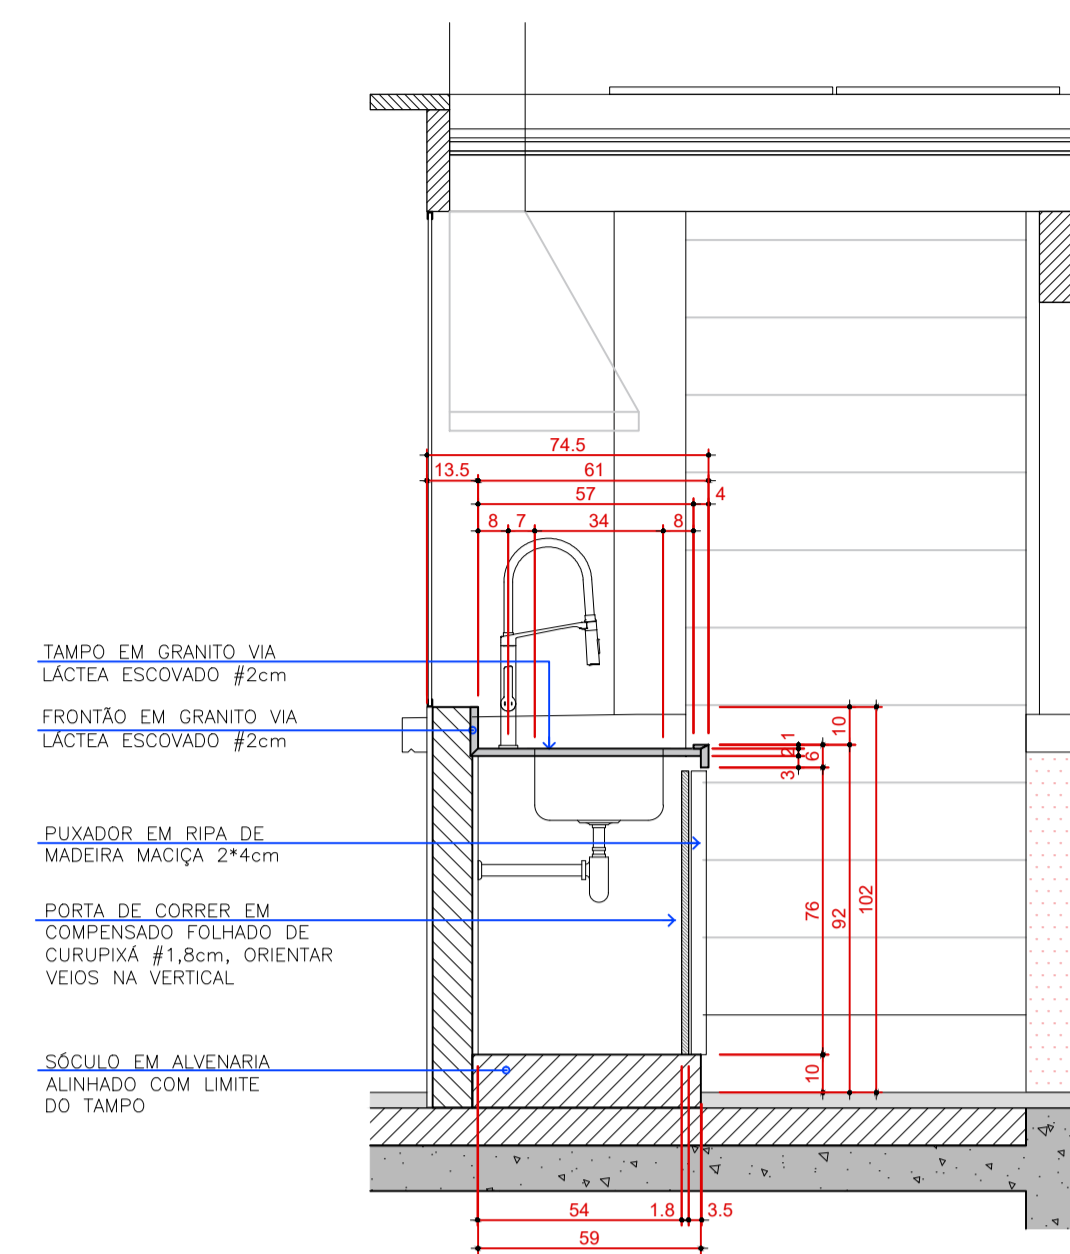 74.5
13.5 61
57 4
8 7 34 8
TAMPO EM GRANITO VIA
LÁCTEA ESCOVADO #2cm
FRONTÃO EM GRANITO VIA
LÁCTEA ESCOVADO #2cm
10
1
2
6
3
PUXADOR EM RIPA DE
MADEIRA MACIÇA 2*4cm
PORTA DE CORRER EM
COMPENSADO FOLHADO DE
CURUPIXÁ #1,8cm, ORIENTAR
VEIOS NA VERTICAL
76
92
102
SÓCULO EM ALVENARIA
ALINHADO COM LIMITE
DO TAMPO
10
54 1.8 3.5
59